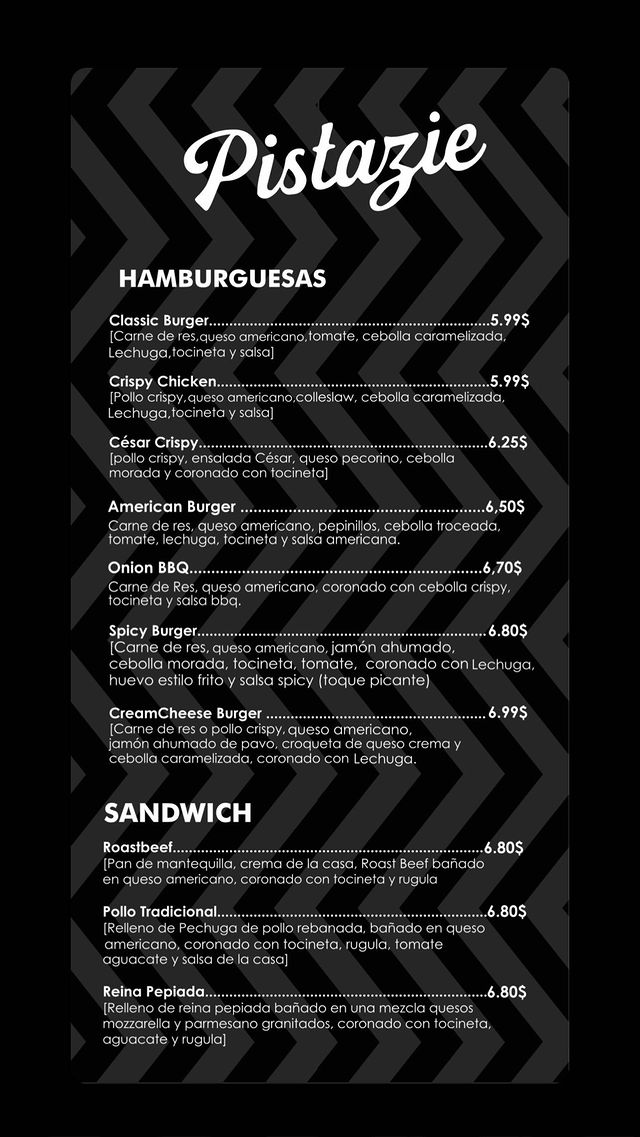 Pistazie
HAMBURGUESAS
Classic Burger..........................................................................5.99$
[Carne de res,queso americano,tomate, cebolla caramelizada,
Lechuga,tocineta y salsa]
Crispy Chicken.......................................................................5.99$
[Pollo crispy,queso americano,colleslaw, cebolla caramelizada,
Lechuga,tocineta y salsa]
César Crispy...........................................................................6.25$
[pollo crispy, ensalada César, queso pecorino, cebolla
morada y coronado con tocineta]
American Burger .......................................................6,50$
Carne de res, queso americano, pepinillos, cebolla troceada,
tomate, lechuga, tocineta y salsa americana.
Onion BBQ..................................................................6,70$
Carne de Res, queso americano, coronado con cebolla crispy,
tocineta y salsa bbq.
Spicy Burger...........................................................................6.80$
[Carne de res, queso americano, jamón ahumado,
cebolla morada, tocineta, tomate, coronado con Lechuga,
huevo estilo frito y salsa spicy (toque picante)
CreamCheese Burger .........................................................6.99$
[Carne de res o pollo crispy, queso americano,
jamón ahumado de pavo, croqueta de queso crema y
cebolla caramelizada, coronado con Lechuga.
SANDWICH
Roastbeef................................................................................6.80$
[Pan de mantequilla, crema de la casa, Roast Beef bañado
en queso americano, coronado con tocineta y rugula
Pollo Tradicional.....................................................................6.80$
[Relleno de Pechuga de pollo rebanada, bañado en queso
americano, coronado con tocineta, rugula, tomate
aguacate y salsa de la casa]
Reina Pepiada........................................................................6.80$
[Relleno de reina pepiada bañado en una mezcla quesos
mozzarella y parmesano granitados, coronado con tocineta,
aguacate y rugula]